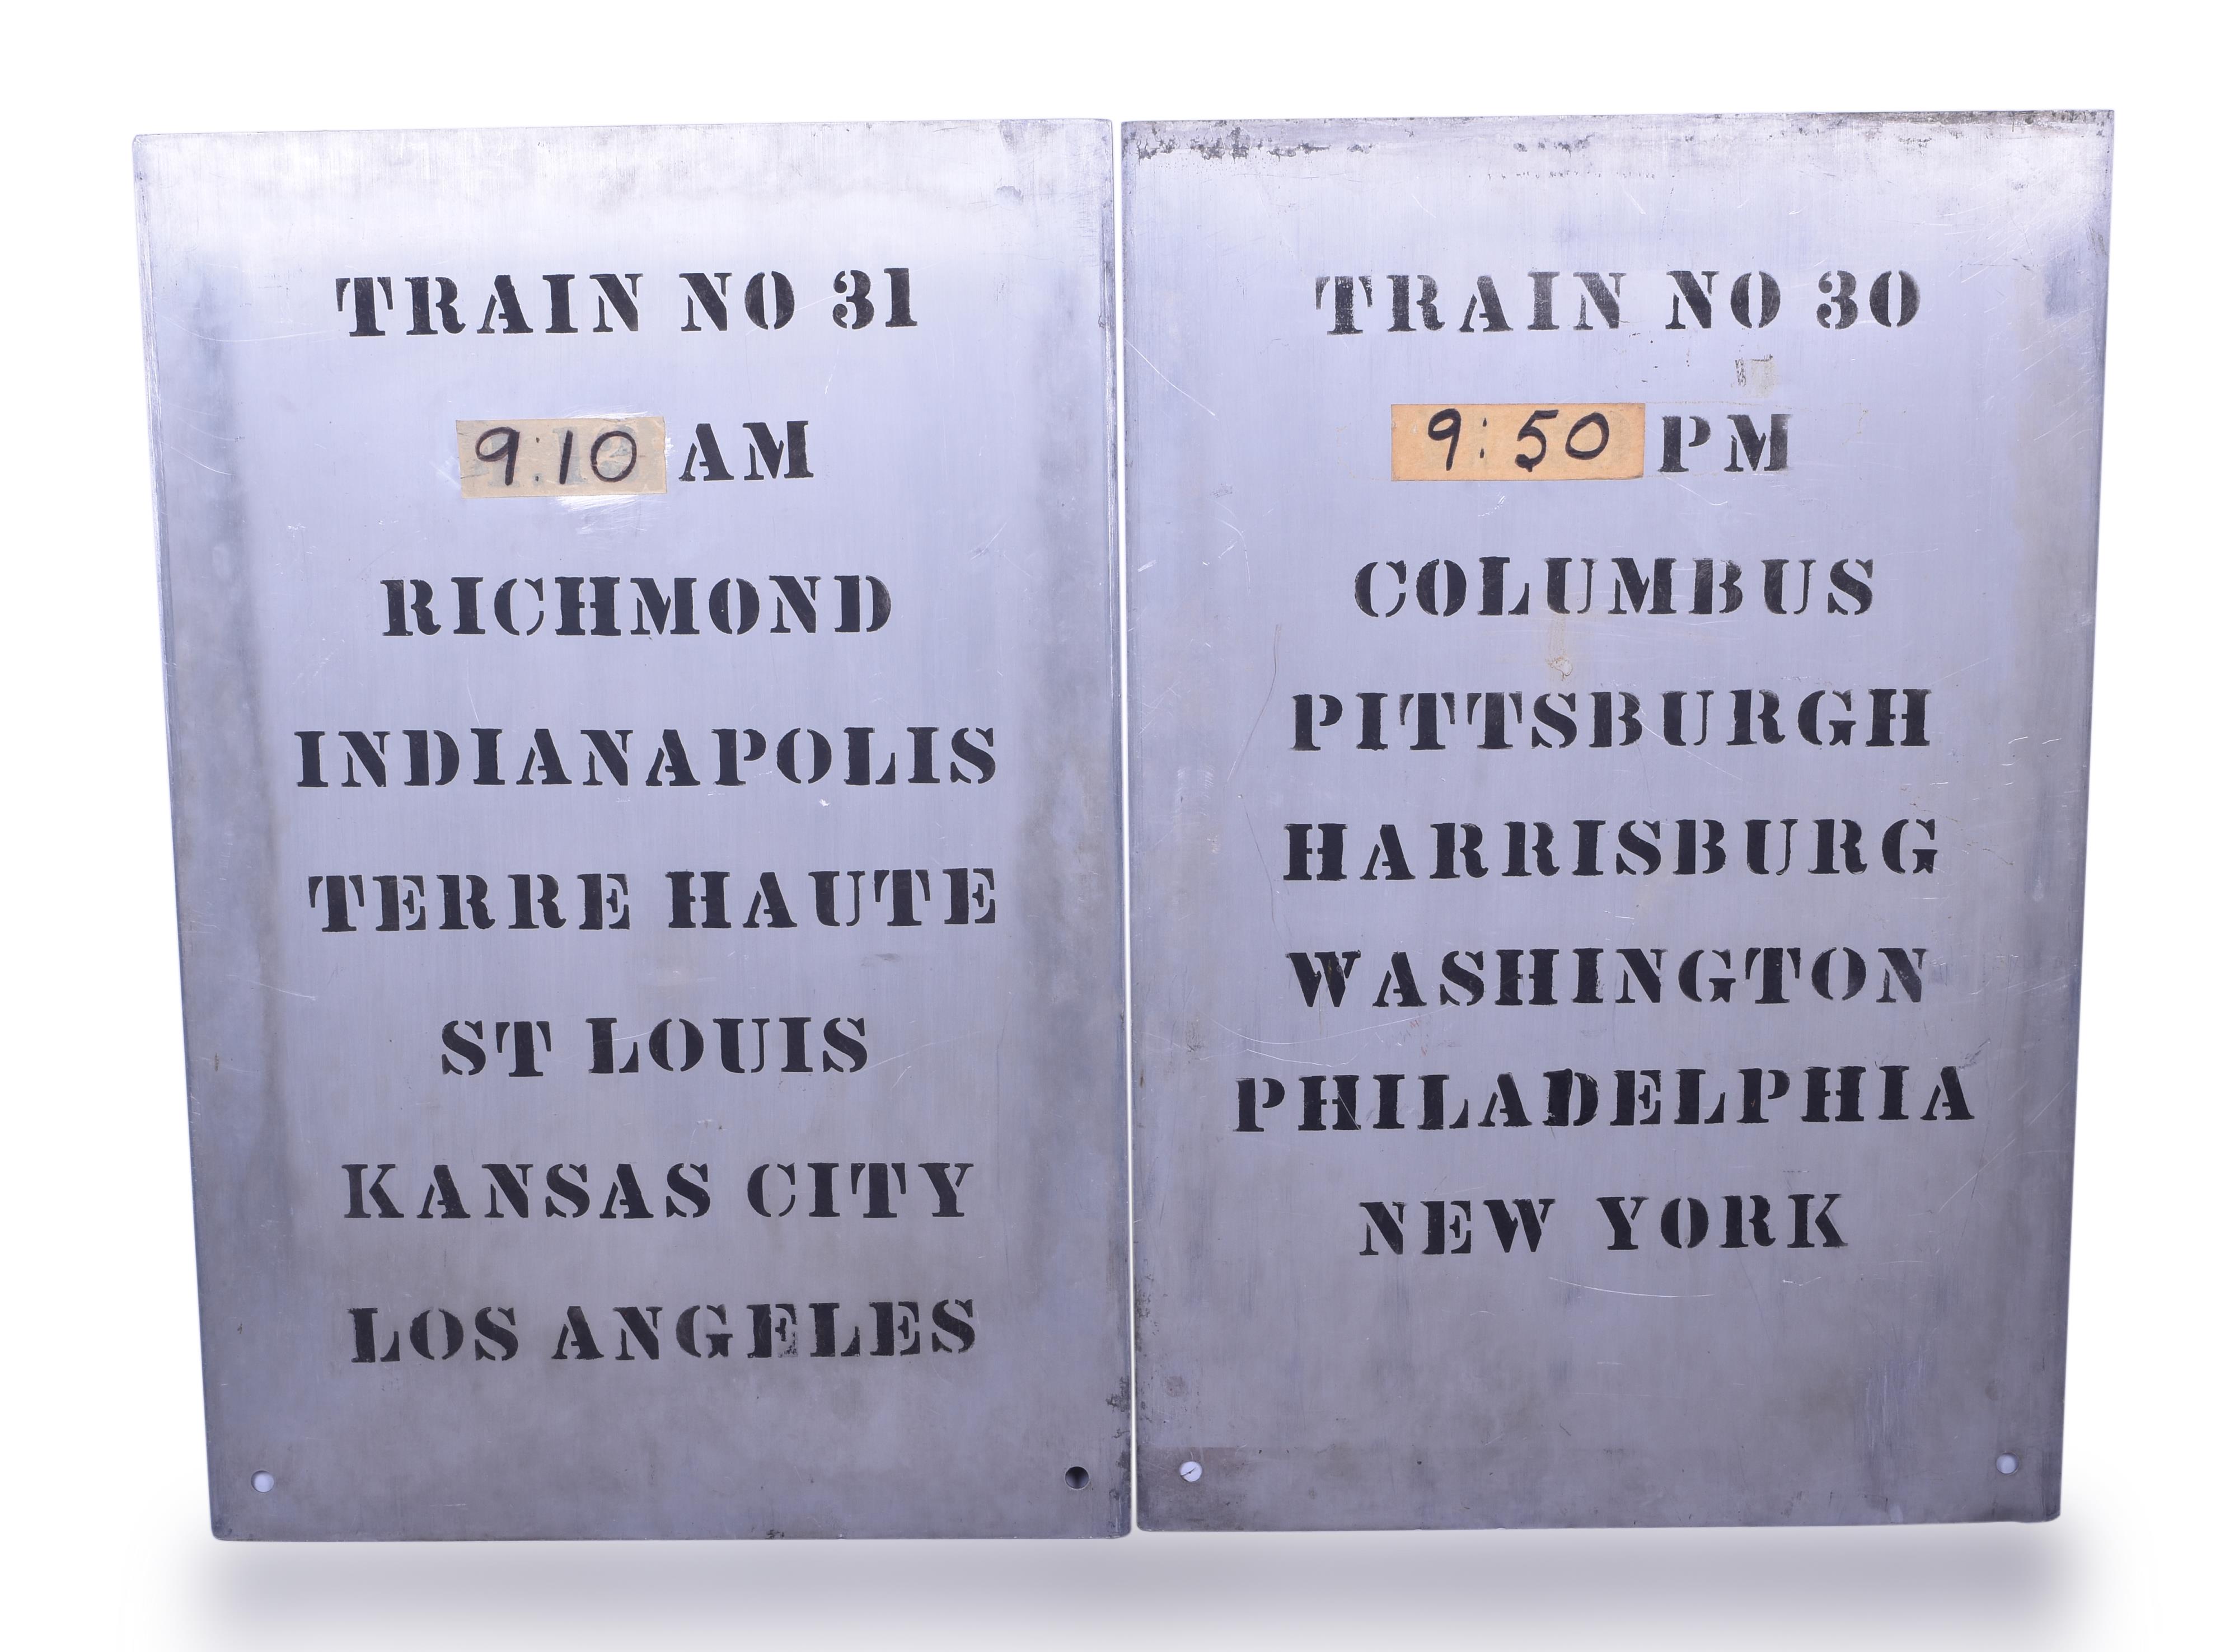 TRAIN NO 31
9:10 AM
RICHMOND
INDIANAPOLIS
TERRE HAUTE
ST LOUIS
KANSAS CITY
LOS ANGELES
TRAIN NO 30
9:50 PM
COLUMBUS
PITTSBURGH
HARRISBURG
WASHINGTON
PHILADELPHIA
NEW YORK